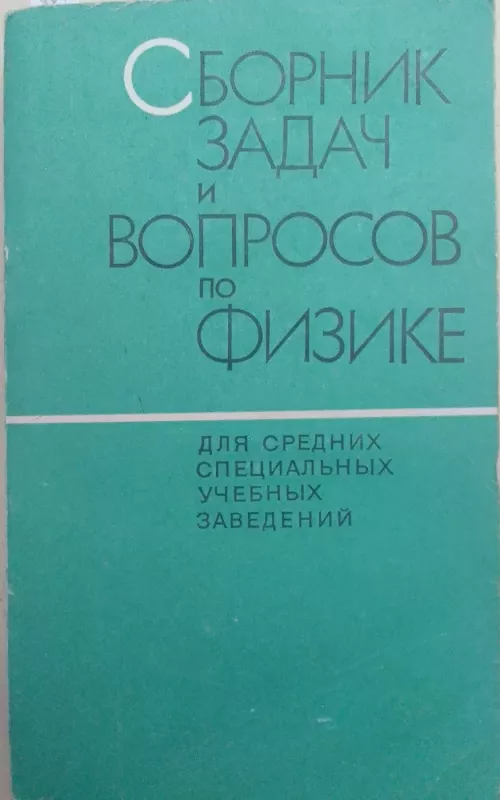 СБОРНИК
ЗАДАЧ
и
ВОПРОСОВ
по
ФИЗИКЕ
ДЛЯ СРЕДНИХ
СПЕЦИАЛЬНЫХ
УЧЕБНЫХ
ЗАВЕДЕНИЙ